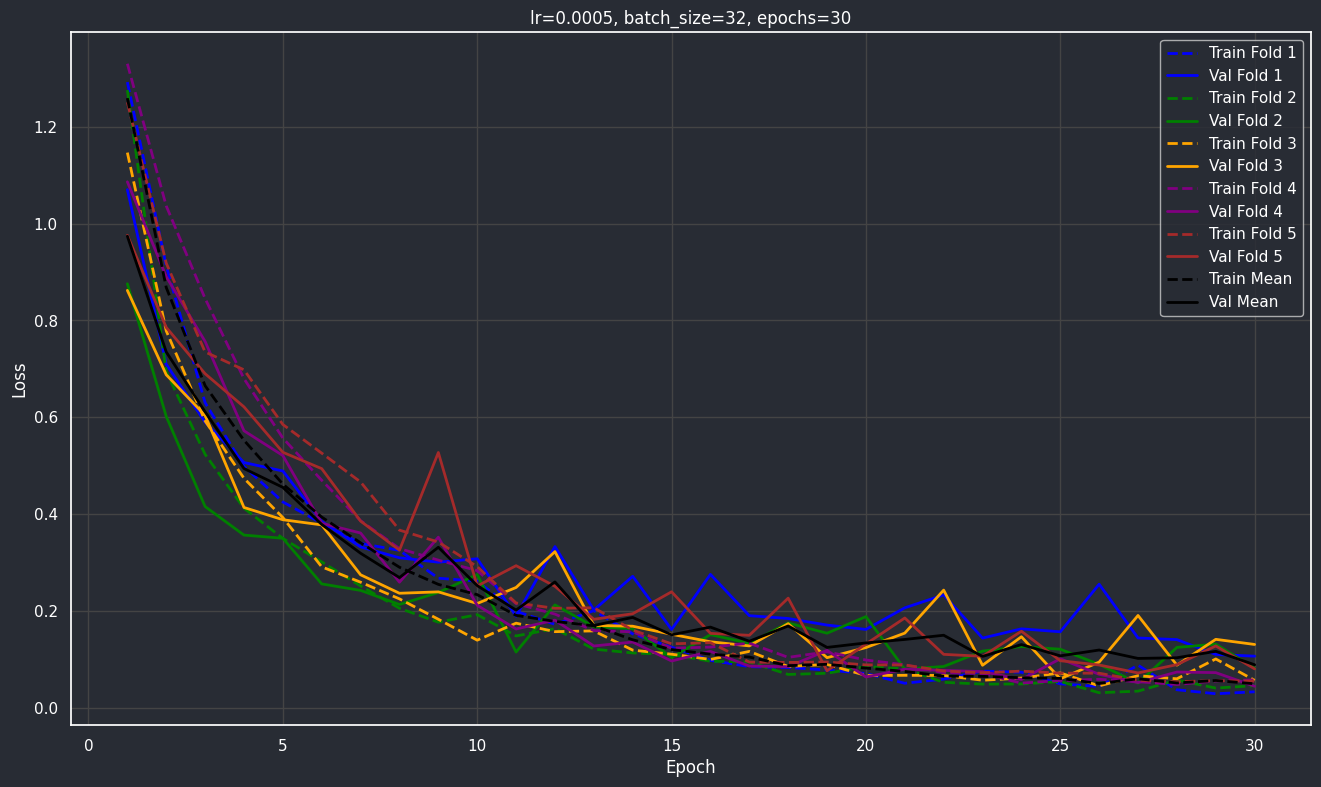 lr=0.0005, batch_size=32, epochs=30
Train Fold 1
Val Fold 1
Train Fold 2
Val Fold 2
Train Fold 3
Val Fold 3
Train Fold 4
Val Fold 4
Train Fold 5
Val Fold 5
Train Mean
Val Mean
1.2
1.0
0.8
0.6
0.4
0.2
0.0
Loss
0 5 10 15 20 25 30
Epoch